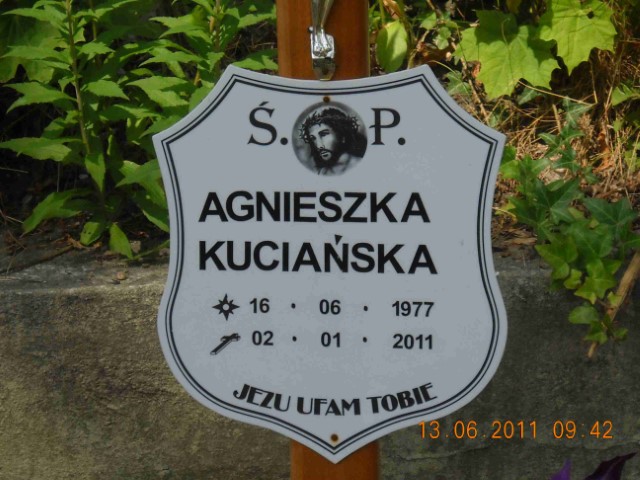 Ś. P.
AGNIESZKA
KUCIAŃSKA
16 · 06 · 1977
02 · 01 · 2011
JEZU UFAM TOBIE
13.06.2011 09:42